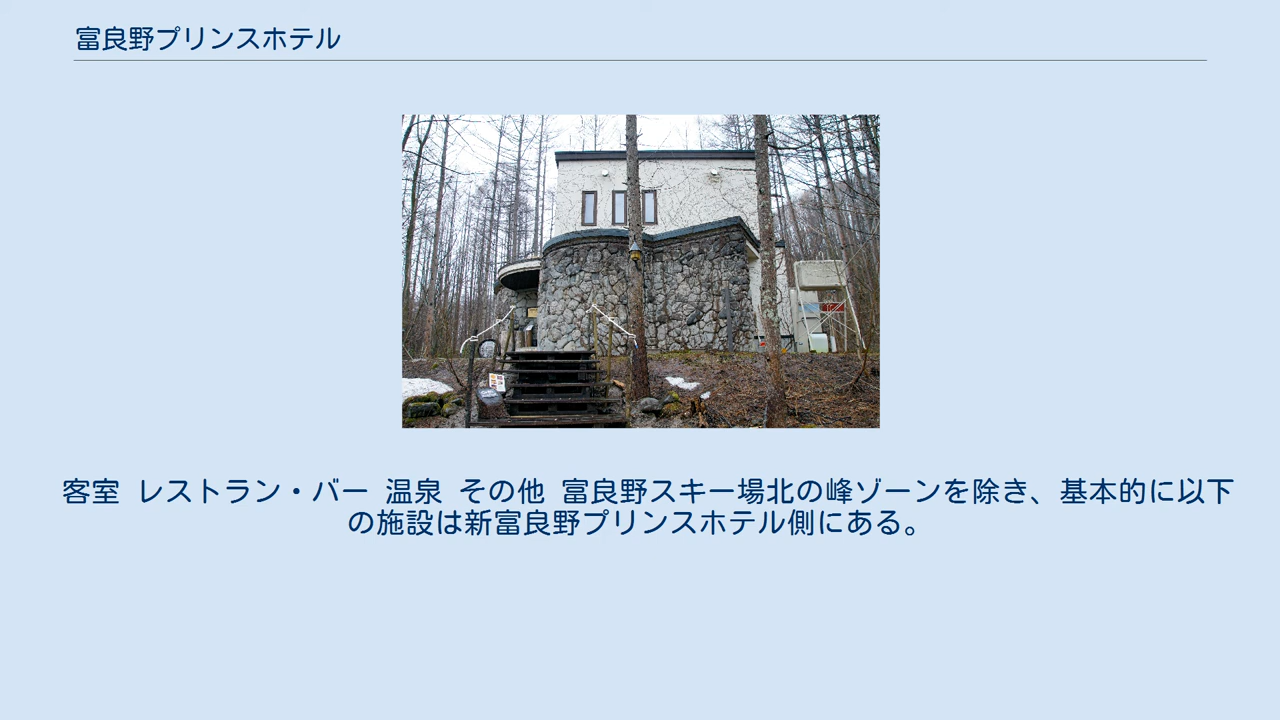 富良野プリンスホテル
客室 レストラン・バー 温泉 その他 富良野スキー場北の峰ゾーンを除き、基本的に以下
の施設は新富良野プリンスホテル側にある。